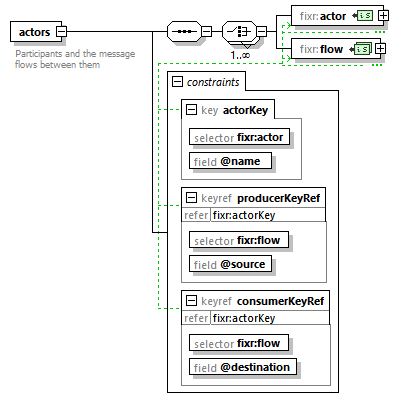 actors
Participants and the message
flows between them
1..∞
fixr:actor
is
fixr:flow
is
constraints
key actorKey
selector fixr:actor
field @name
keyref producerKeyRef
refer fixr:actorKey
selector fixr:flow
field @source
keyref consumerKeyRef
refer fixr:actorKey
selector fixr:flow
field @destination